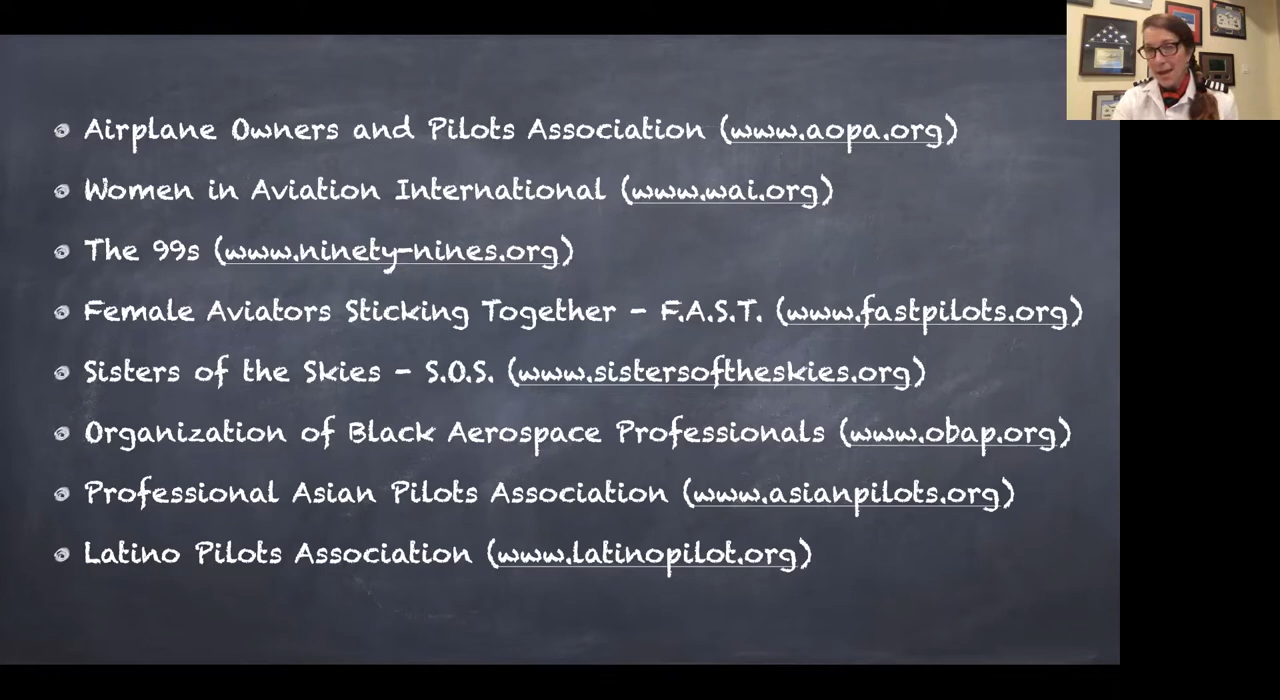 Airplane Owners and Pilots Association (www.aopa.org)
Women in Aviation International (www.wai.org)
The 99s (www.ninety-nines.org)
Female Aviators Sticking Together - F.A.S.T. (www.fastpilots.org)
Sisters of the Skies - S.O.S. (www.sistersoftheskies.org)
Organization of Black Aerospace Professionals (www.obap.org)
Professional Asian Pilots Association (www.asianpilots.org)
Latino Pilots Association (www.latinopilot.org)